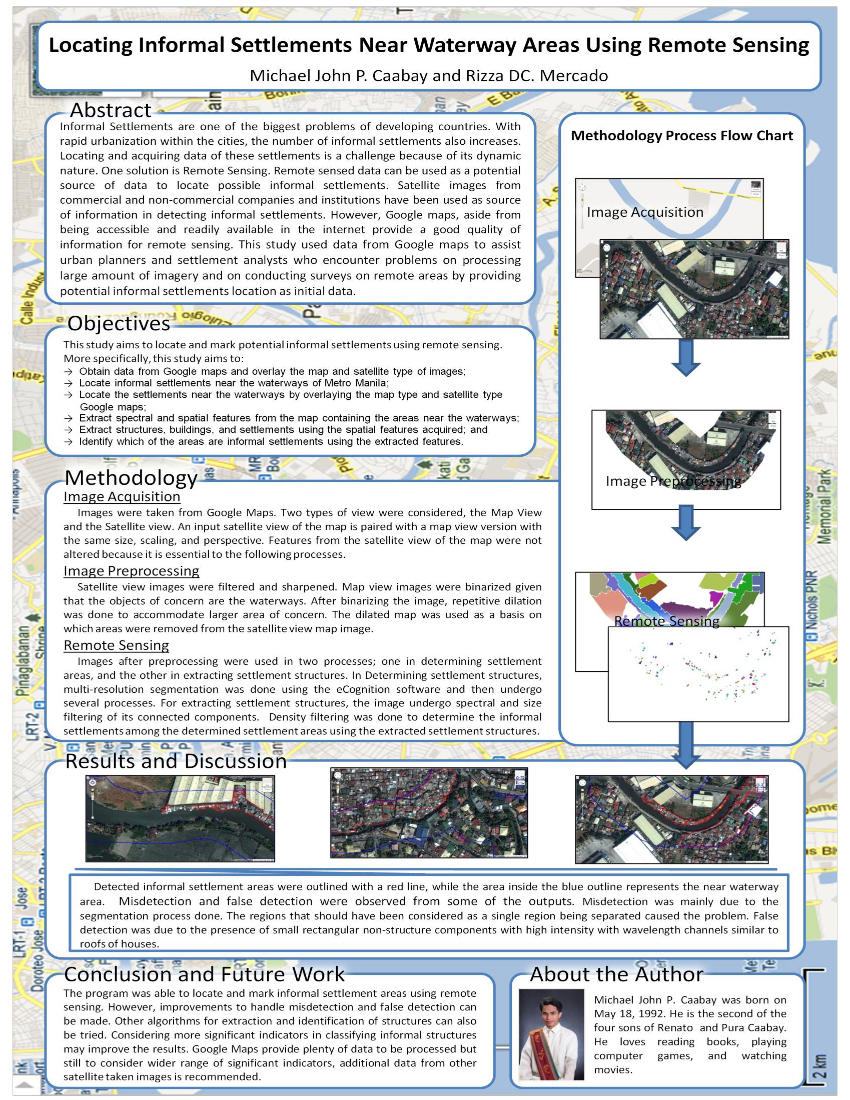 Locating Informal Settlements Near Waterway Areas Using Remote Sensing
Michael John P. Caabay and Rizza DC. Mercado
Abstract
Informal Settlements are one of the biggest problems of developing countries. With
rapid urbanization within the cities, the number of informal settlements also increases.
Locating and acquiring data of these settlements is a challenge because of its dynamic
nature. One solution is Remote Sensing. Remote sensed data can be used as a potential
source of data to locate possible informal settlements. Satellite images from
commercial and non-commercial companies and institutions have been used as source
of information in detecting informal settlements. However, Google maps, aside from
being accessible and readily available in the internet provide a good quality of
information for remote sensing. This study used data from Google maps to assist
urban planners and settlement analysts who encounter problems on processing
large amount of imagery and on conducting surveys on remote areas by providing
potential informal settlements location as initial data.
Objectives
This study aims to locate and mark potential informal settlements using remote sensing.
More specifically, this study aims to:
→ Obtain data from Google maps and overlay the map and satellite type of images;
→ Locate informal settlements near the waterways of Metro Manila;
→ Locate the settlements near the waterways by overlaying the map type and satellite type
Google maps;
→ Extract spectral and spatial features from the map containing the areas near the waterways;
→ Extract structures, buildings, and settlements using the spatial features acquired; and
→ Identify which of the areas are informal settlements using the extracted features.
Methodology
Image Acquisition
Images were taken from Google Maps. Two types of view were considered, the Map View
and the Satellite view. An input satellite view of the map is paired with a map view version with
the same size, scaling, and perspective. Features from the satellite view of the map were not
altered because it is essential to the following processes.
Image Preprocessing
Satellite view images were filtered and sharpened. Map view images were binarized given
that the objects of concern are the waterways. After binarizing the image, repetitive dilation
was done to accommodate larger area of concern. The dilated map was used as a basis on
which areas were removed from the satellite view map image.
Remote Sensing
Images after preprocessing were used in two processes; one in determining settlement
areas, and the other in extracting settlement structures. In Determining settlement structures,
multi-resolution segmentation was done using the eCognition software and then undergo
several processes. For extracting settlement structures, the image undergo spectral and size
filtering of its connected components. Density filtering was done to determine the informal
settlements among the determined settlement areas using the extracted settlement structures.
Methodology Process Flow Chart
Image Acquisition
Image Preprocessing
Remote Sensing
Results and Discussion
Detected informal settlement areas were outlined with a red line, while the area inside the blue outline represents the near waterway
area. Misdetection and false detection were observed from some of the outputs. Misdetection was mainly due to the
segmentation process done. The regions that should have been considered as a single region being separated caused the problem. False
detection was due to the presence of small rectangular non-structure components with high intensity with wavelength channels similar to
roofs of houses.
Conclusion and Future Work
The program was able to locate and mark informal settlement areas using remote
sensing. However, improvements to handle misdetection and false detection can
be made. Other algorithms for extraction and identification of structures can also
be tried. Considering more significant indicators in classifying informal structures
may improve the results. Google Maps provide plenty of data to be processed but
still to consider wider range of significant indicators, additional data from other
satellite taken images is recommended.
About the Author
Michael John P. Caabay was born on
May 18, 1992. He is the second of the
four sons of Renato and Pura Caabay.
He loves reading books, playing
computer games, and watching
movies.
Memorial Park
Nichols PNR
Pinaglabanan
LRT-2
LRT-1
Jose
Doroteo Jose
2 km